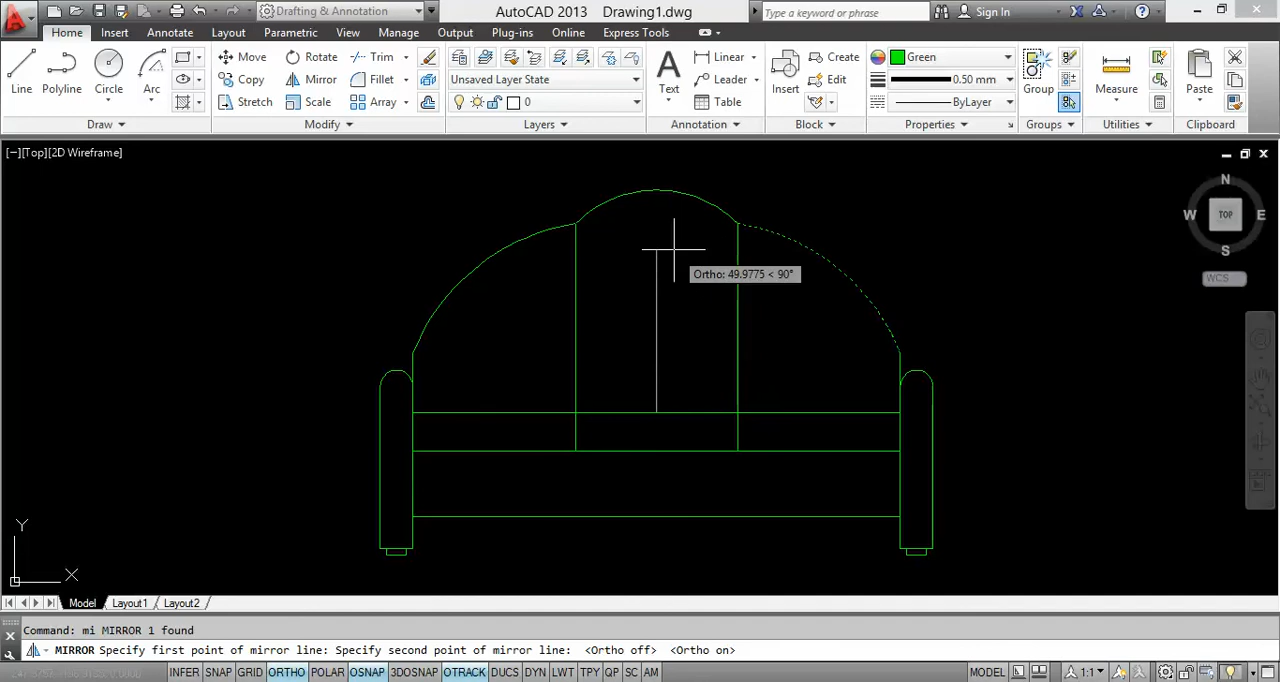 Drafting & Annotation
AutoCAD 2013 Drawing1.dwg
Type a keyword or phrase
Sign In
Home Insert Annotate Layout Parametric View Manage Output Plug-ins Online Express Tools
Line Polyline Circle Arc
Move Rotate Trim
Copy Mirror Fillet
Stretch Scale Array
Unsaved Layer State
0
Text Linear
Leader
Table
Insert Create
Edit
Green
0.50 mm
ByLayer
Group Measure Paste
Draw Modify Layers Annotation Block Properties Groups Utilities Clipboard
[−][Top][2D Wireframe]
N
W TOP E
S
WCS
Ortho: 49.9775 < 90°
Y
X
Model Layout1 Layout2
Command: mi MIRROR 1 found
MIRROR Specify first point of mirror line: Specify second point of mirror line: <Ortho off> <Ortho on>
INFER SNAP GRID ORTHO POLAR OSNAP 3DOSNAP OTRACK DUCS DYN LWT TPY QP SC AM MODEL 1:1